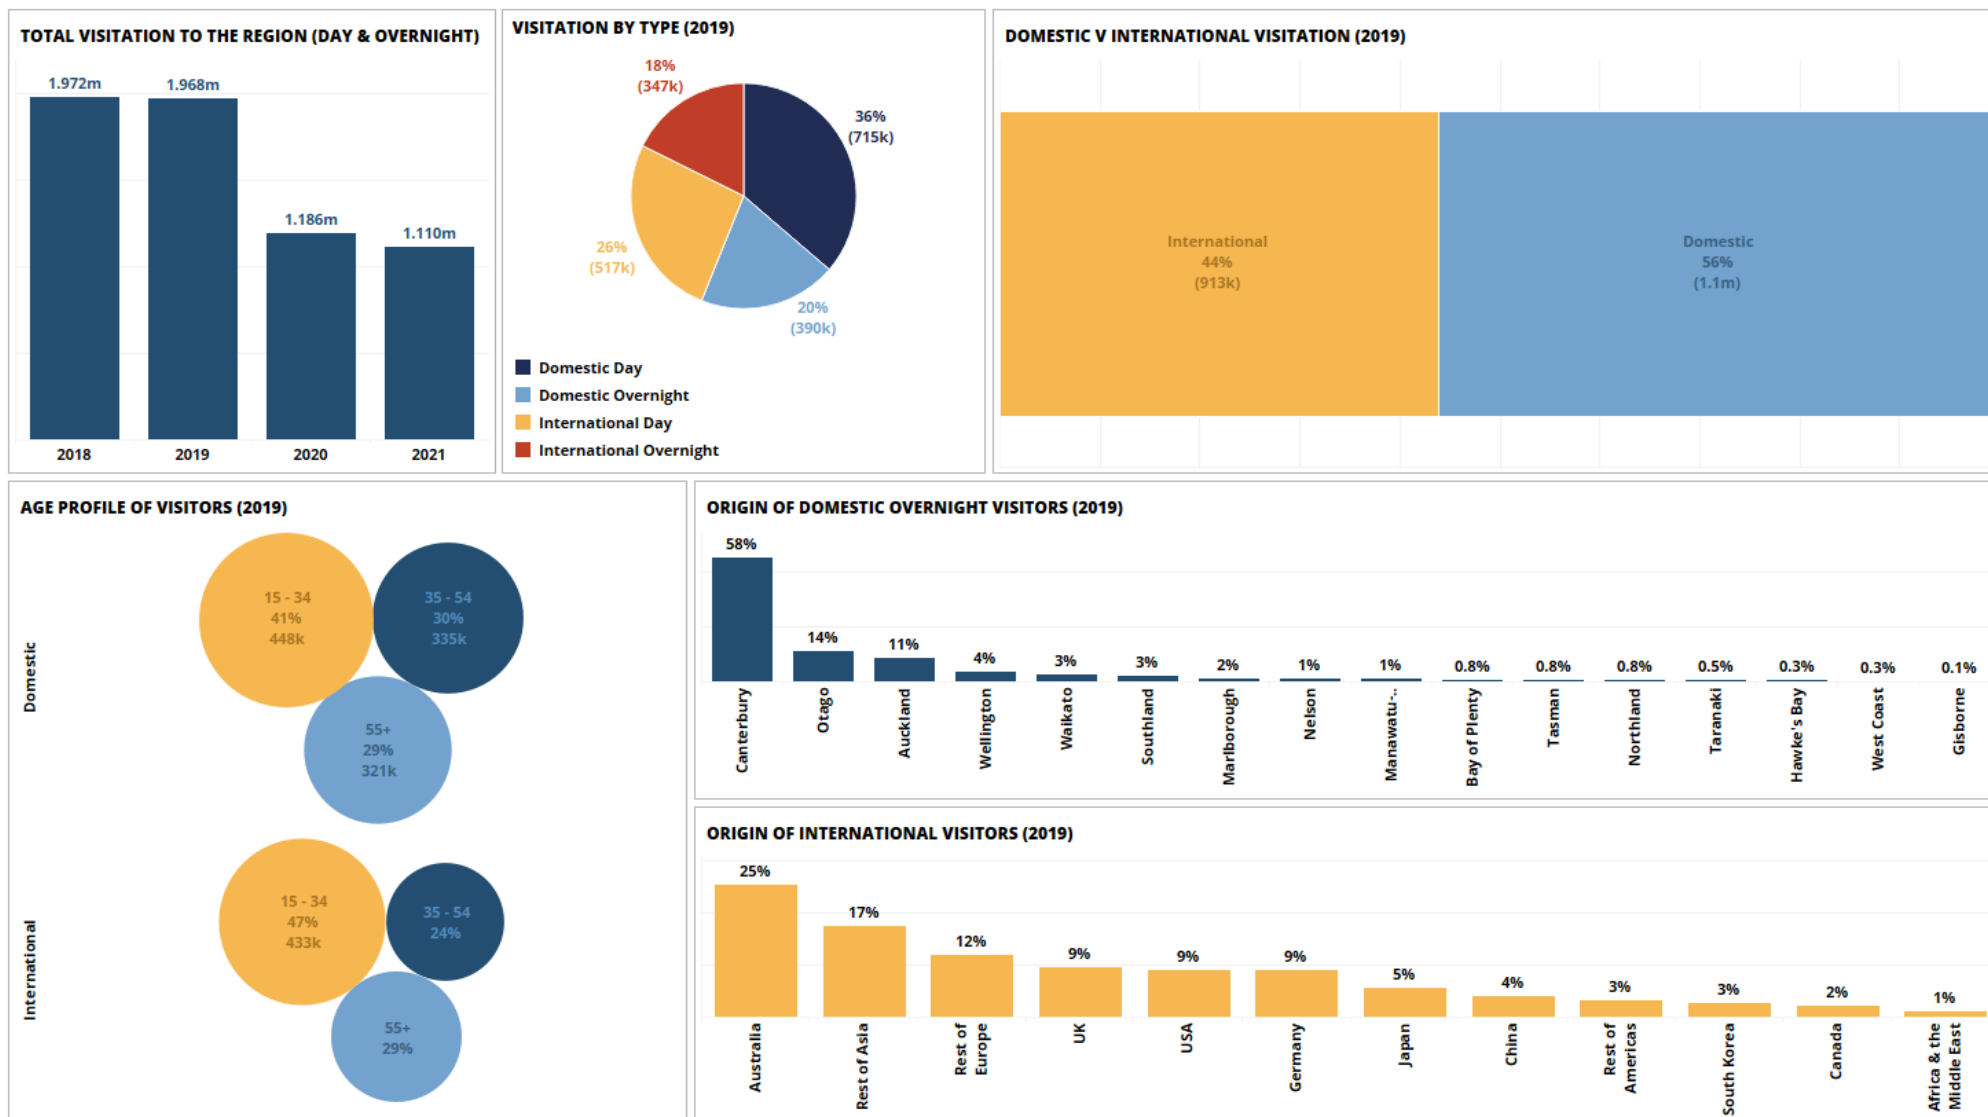 TOTAL VISITATION TO THE REGION (DAY & OVERNIGHT)
1.972m
1.968m
1.186m
1.110m
2018
2019
2020
2021
VISITATION BY TYPE (2019)
18%
(347k)
36%
(715k)
26%
(517k)
20%
(390k)
Domestic Day
Domestic Overnight
International Day
International Overnight
DOMESTIC V INTERNATIONAL VISITATION (2019)
International
44%
(913k)
Domestic
56%
(1.1m)
AGE PROFILE OF VISITORS (2019)
Domestic
15 - 34
41%
448k
35 - 54
30%
335k
55+
29%
321k
International
15 - 34
47%
433k
35 - 54
24%
55+
29%
ORIGIN OF DOMESTIC OVERNIGHT VISITORS (2019)
58%
14%
11%
4%
3%
3%
2%
1%
1%
0.8%
0.8%
0.8%
0.5%
0.3%
0.3%
0.1%
Canterbury
Otago
Auckland
Wellington
Waikato
Southland
Marlborough
Nelson
Manawatu-..
Bay of Plenty
Tasman
Northland
Taranaki
Hawke's Bay
West Coast
Gisborne
ORIGIN OF INTERNATIONAL VISITORS (2019)
25%
17%
12%
9%
9%
9%
5%
4%
3%
3%
2%
1%
Australia
Rest of Asia
Rest of
Europe
UK
USA
Germany
Japan
China
Rest of
Americas
South Korea
Canada
Africa & the
Middle East